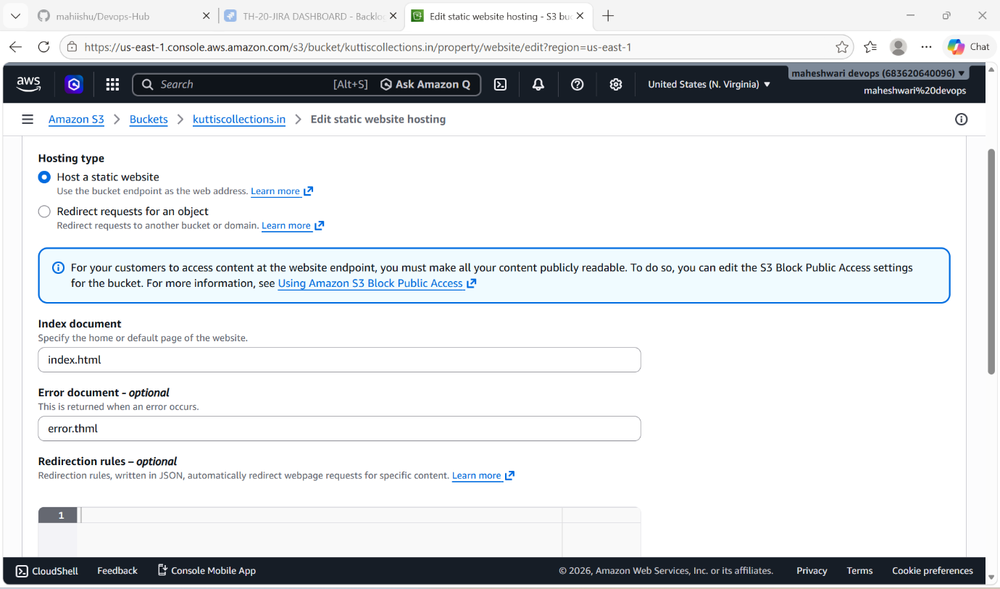 mahiishu/Devops-Hub
TH-20-JIRA DASHBOARD - Backlog
Edit static website hosting - S3 buc
https://us-east-1.console.aws.amazon.com/s3/bucket/kuttiscollections.in/property/website/edit?region=us-east-1
Chat
aws
Search [Alt+S] Ask Amazon Q
United States (N. Virginia) ▼
maheshwari devops (683620640096) ▼
maheshwari%20devops
Amazon S3 > Buckets > kuttiscollections.in > Edit static website hosting
Hosting type
Host a static website
Use the bucket endpoint as the web address. Learn more
Redirect requests for an object
Redirect requests to another bucket or domain. Learn more
For your customers to access content at the website endpoint, you must make all your content publicly readable. To do so, you can edit the S3 Block Public Access settings
for the bucket. For more information, see Using Amazon S3 Block Public Access
Index document
Specify the home or default page of the website.
index.html
Error document - optional
This is returned when an error occurs.
error.thml
Redirection rules – optional
Redirection rules, written in JSON, automatically redirect webpage requests for specific content. Learn more
1
CloudShell Feedback Console Mobile App © 2026, Amazon Web Services, Inc. or its affiliates. Privacy Terms Cookie preferences